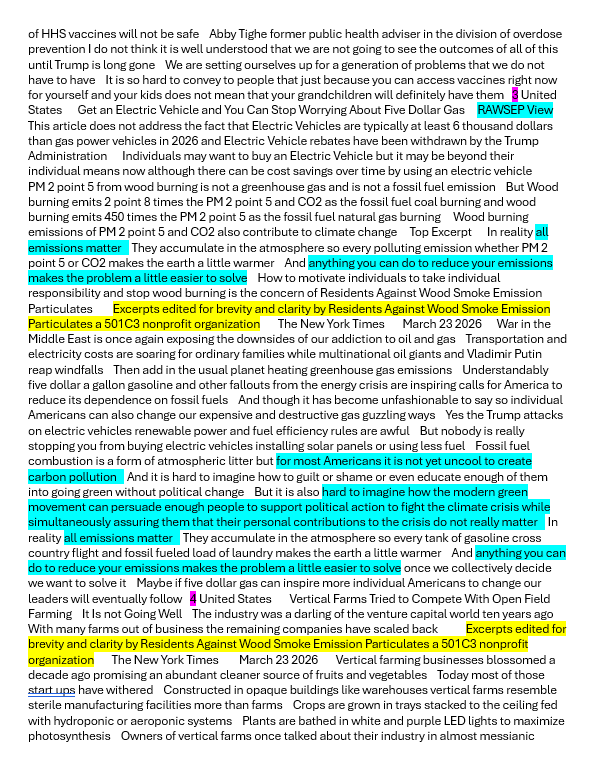 of HHS vaccines will not be safe Abby Tighe former public health adviser in the division of overdose
prevention I do not think it is well understood that we are not going to see the outcomes of all of this
until Trump is long gone We are setting ourselves up for a generation of problems that we do not
have to have It is so hard to convey to people that just because you can access vaccines right now
for yourself and your kids does not mean that your grandchildren will definitely have them 3 United
States Get an Electric Vehicle and You Can Stop Worrying About Five Dollar Gas RAWSEP View
This article does not address the fact that Electric Vehicles are typically at least 6 thousand dollars
than gas power vehicles in 2026 and Electric Vehicle rebates have been withdrawn by the Trump
Administration Individuals may want to buy an Electric Vehicle but it may be beyond their
individual means now although there can be cost savings over time by using an electric vehicle
PM 2 point 5 from wood burning is not a greenhouse gas and is not a fossil fuel emission But Wood
burning emits 2 point 8 times the PM 2 point 5 and CO2 as the fossil fuel coal burning and wood
burning emits 450 times the PM 2 point 5 as the fossil fuel natural gas burning Wood burning
emissions of PM 2 point 5 and CO2 also contribute to climate change Top Excerpt In reality all
emissions matter They accumulate in the atmosphere so every polluting emission whether PM 2
point 5 or CO2 makes the earth a little warmer And anything you can do to reduce your emissions
makes the problem a little easier to solve How to motivate individuals to take individual
responsibility and stop wood burning is the concern of Residents Against Wood Smoke Emission
Particulates Excerpts edited for brevity and clarity by Residents Against Wood Smoke Emission
Particulates a 501C3 nonprofit organization The New York Times March 23 2026 War in the
Middle East is once again exposing the downsides of our addiction to oil and gas Transportation and
electricity costs are soaring for ordinary families while multinational oil giants and Vladimir Putin
reap windfalls Then add in the usual planet heating greenhouse gas emissions Understandably
five dollar a gallon gasoline and other fallouts from the energy crisis are inspiring calls for America to
reduce its dependence on fossil fuels And though it has become unfashionable to say so individual
Americans can also change our expensive and destructive gas guzzling ways Yes the Trump attacks
on electric vehicles renewable power and fuel efficiency rules are awful But nobody is really
stopping you from buying electric vehicles installing solar panels or using less fuel Fossil fuel
combustion is a form of atmospheric litter but for most Americans it is not yet uncool to create
carbon pollution And it is hard to imagine how to guilt or shame or even educate enough of them
into going green without political change But it is also hard to imagine how the modern green
movement can persuade enough people to support political action to fight the climate crisis while
simultaneously assuring them that their personal contributions to the crisis do not really matter In
reality all emissions matter They accumulate in the atmosphere so every tank of gasoline cross
country flight and fossil fueled load of laundry makes the earth a little warmer And anything you can
do to reduce your emissions makes the problem a little easier to solve once we collectively decide
we want to solve it Maybe if five dollar gas can inspire more individual Americans to change our
leaders will eventually follow 4 United States Vertical Farms Tried to Compete With Open Field
Farming It Is not Going Well The industry was a darling of the venture capital world ten years ago
With many farms out of business the remaining companies have scaled back Excerpts edited for
brevity and clarity by Residents Against Wood Smoke Emission Particulates a 501C3 nonprofit
organization The New York Times March 23 2026 Vertical farming businesses blossomed a
decade ago promising an abundant cleaner source of fruits and vegetables Today most of those
start ups have withered Constructed in opaque buildings like warehouses vertical farms resemble
sterile manufacturing facilities more than farms Crops are grown in trays stacked to the ceiling fed
with hydroponic or aeroponic systems Plants are bathed in white and purple LED lights to maximize
photosynthesis Owners of vertical farms once talked about their industry in almost messianic